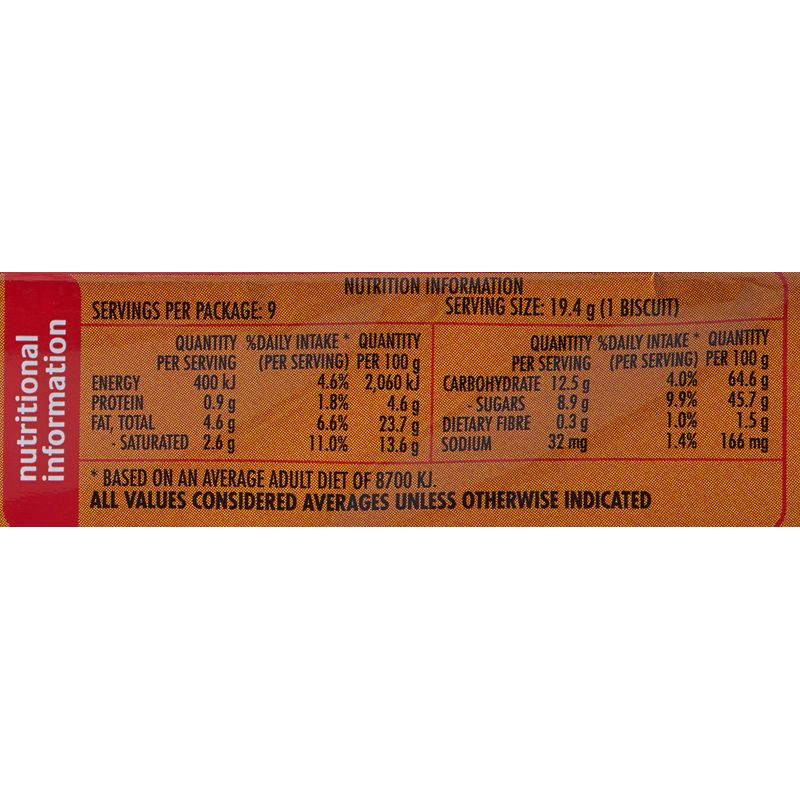 nutritional
information
NUTRITION INFORMATION
SERVINGS PER PACKAGE: 9
SERVING SIZE: 19.4 g (1 BISCUIT)
QUANTITY %DAILY INTAKE * QUANTITY
PER SERVING (PER SERVING) PER 100 g
ENERGY 400 kJ 4.6% 2,060 kJ
PROTEIN 0.9 g 1.8% 4.6 g
FAT, TOTAL 4.6 g 6.6% 23.7 g
- SATURATED 2.6 g 11.0% 13.6 g
QUANTITY %DAILY INTAKE * QUANTITY
PER SERVING (PER SERVING) PER 100 g
CARBOHYDRATE 12.5 g 4.0% 64.6 g
- SUGARS 8.9 g 9.9% 45.7 g
DIETARY FIBRE 0.3 g 1.0% 1.5 g
SODIUM 32 mg 1.4% 166 mg
* BASED ON AN AVERAGE ADULT DIET OF 8700 KJ.
ALL VALUES CONSIDERED AVERAGES UNLESS OTHERWISE INDICATED